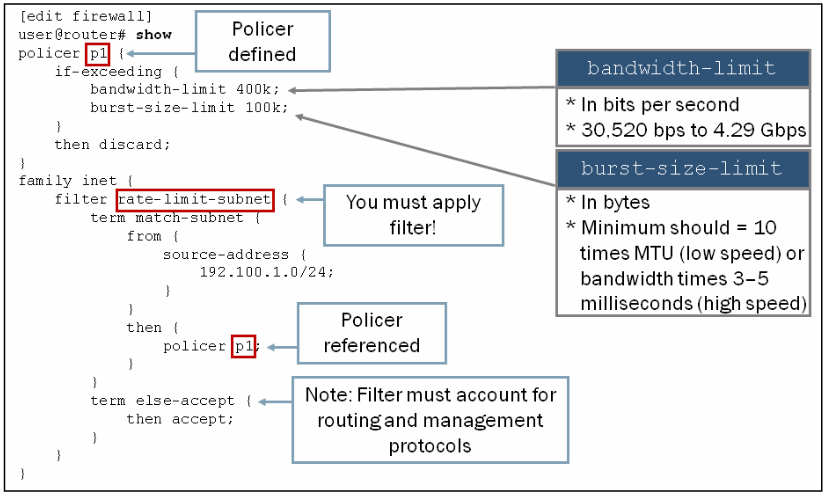 [edit firewall]
user@router# show
policer p1 {
if-exceeding {
bandwidth-limit 400k;
burst-size-limit 100k;
}
then discard;
}
family inet {
filter rate-limit-subnet {
term match-subnet {
from {
source-address {
192.100.1.0/24;
}
}
then {
policer p1;
}
}
term else-accept {
then accept;
}
}
}
Policer
defined
bandwidth-limit
* In bits per second
* 30.520 bps to 4.29 Gbps
burst-size-limit
* In bytes
* Minimum should = 10
times MTU (low speed) or
bandwidth times 3–5
milliseconds (high speed)
You must apply
filter!
Policer
referenced
Note: Filter must account for
routing and management
protocols